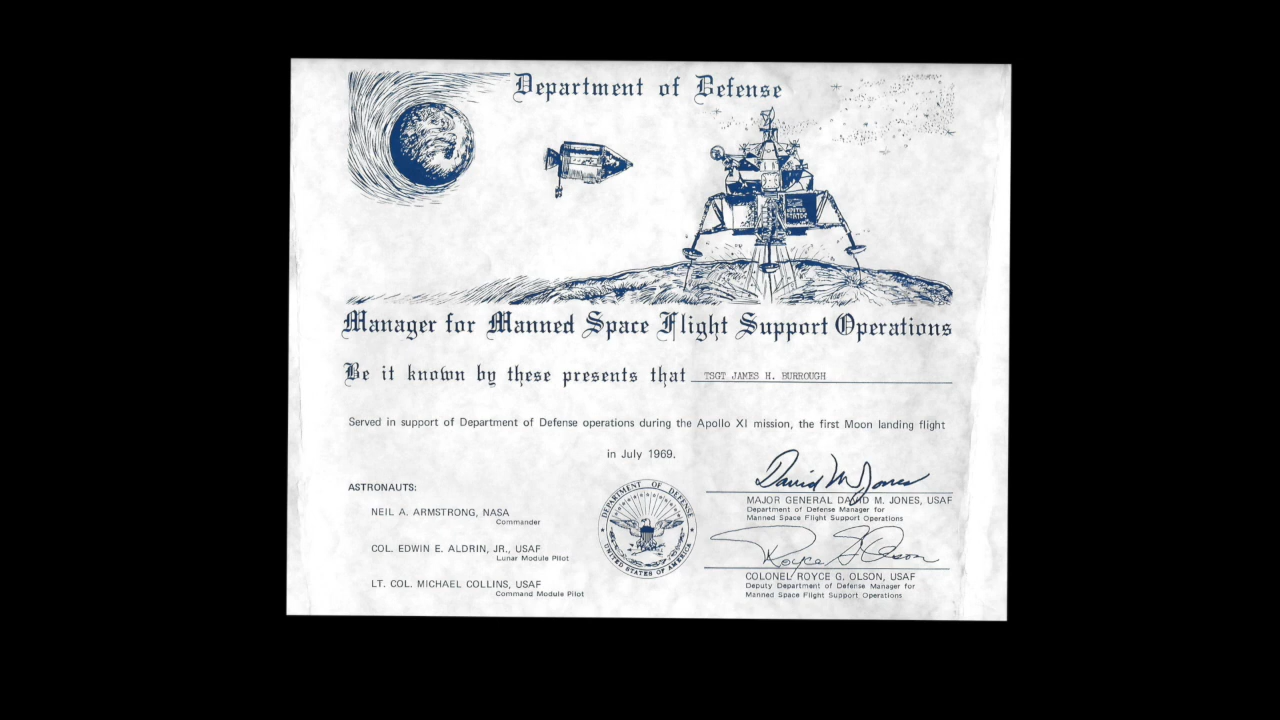 Department of Defense
UNITED STATES
Manager for Manned Space Flight Support Operations
Be it known by these presents that TSGT JAMES H. BURROUGH
Served in support of Department of Defense operations during the Apollo XI mission, the first Moon landing flight
in July 1969.
ASTRONAUTS:
NEIL A. ARMSTRONG, NASA
Commander
COL. EDWIN E. ALDRIN, JR., USAF
Lunar Module Pilot
LT. COL. MICHAEL COLLINS, USAF
Command Module Pilot
DEPARTMENT OF DEFENSE
UNITED STATES OF AMERICA
David M. Jones
MAJOR GENERAL DAVID M. JONES, USAF
Department of Defense Manager for
Manned Space Flight Support Operations
Royce G. Olson
COLONEL ROYCE G. OLSON, USAF
Deputy Department of Defense Manager for
Manned Space Flight Support Operations